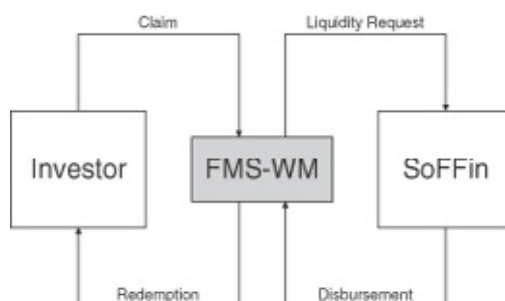 Claim Liquidity Request
Investor FMS-WM SoFFin
Redemption Disbursement